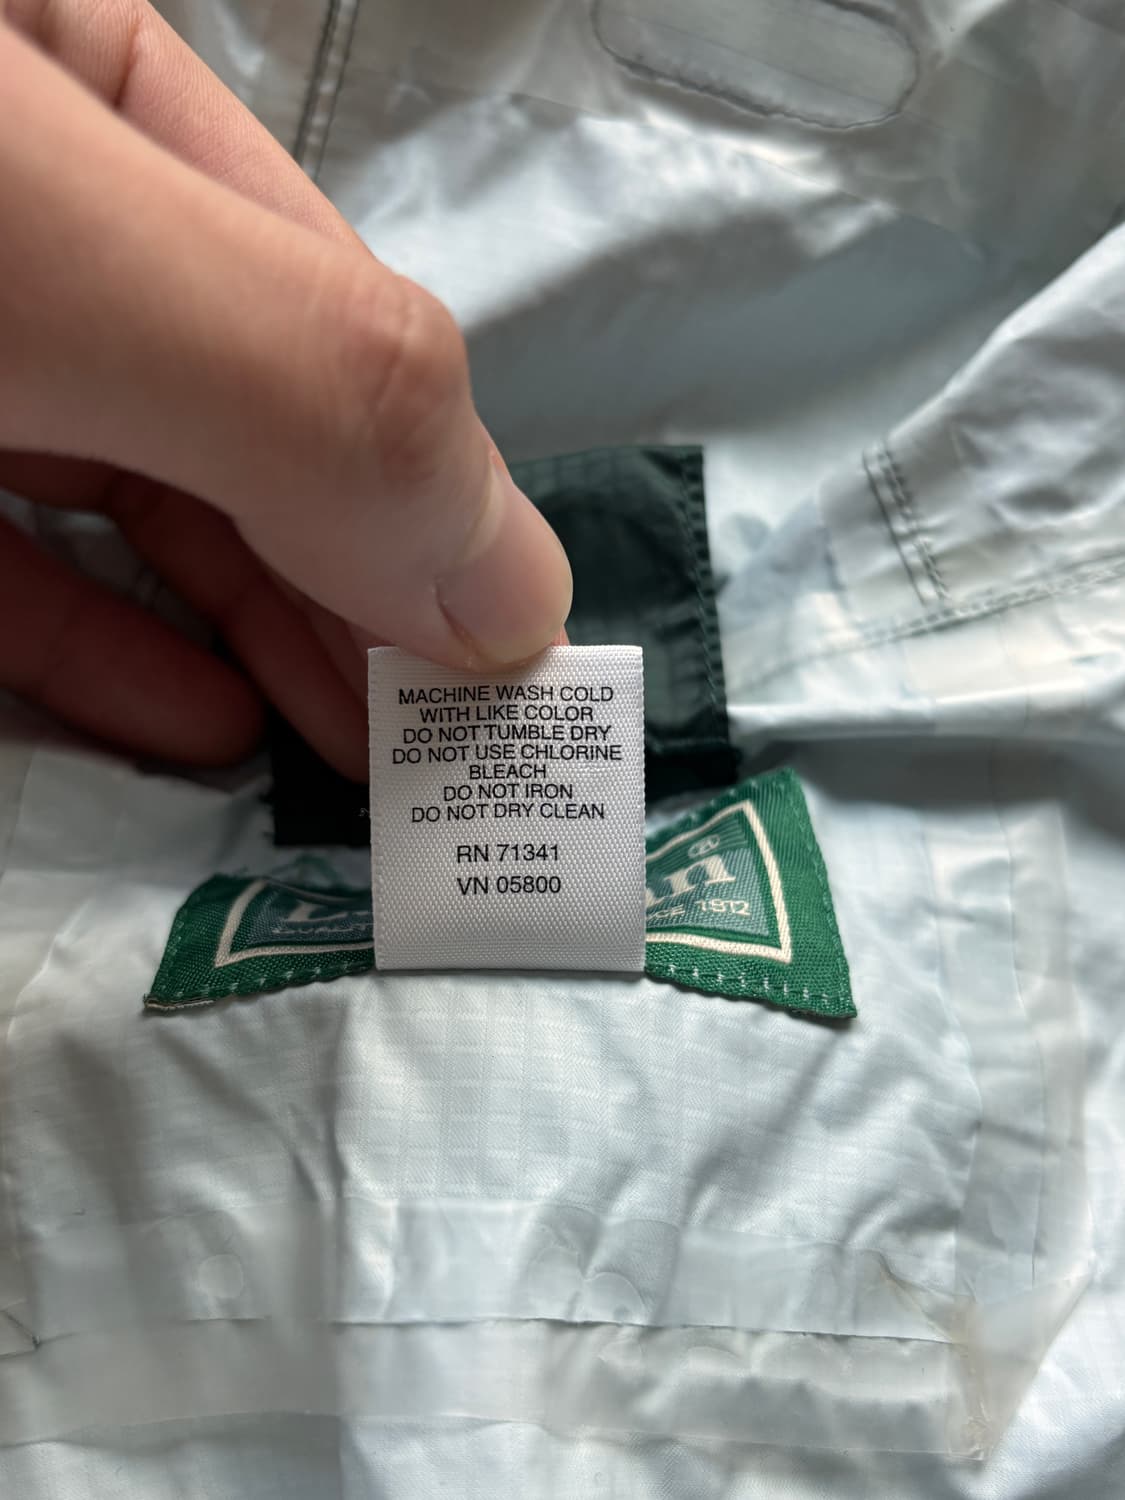 MACHINE WASH COLD
WITH LIKE COLOR
DO NOT TUMBLE DRY
DO NOT USE CHLORINE
BLEACH
DO NOT IRON
DO NOT DRY CLEAN
RN 71341
VN 05800
1912